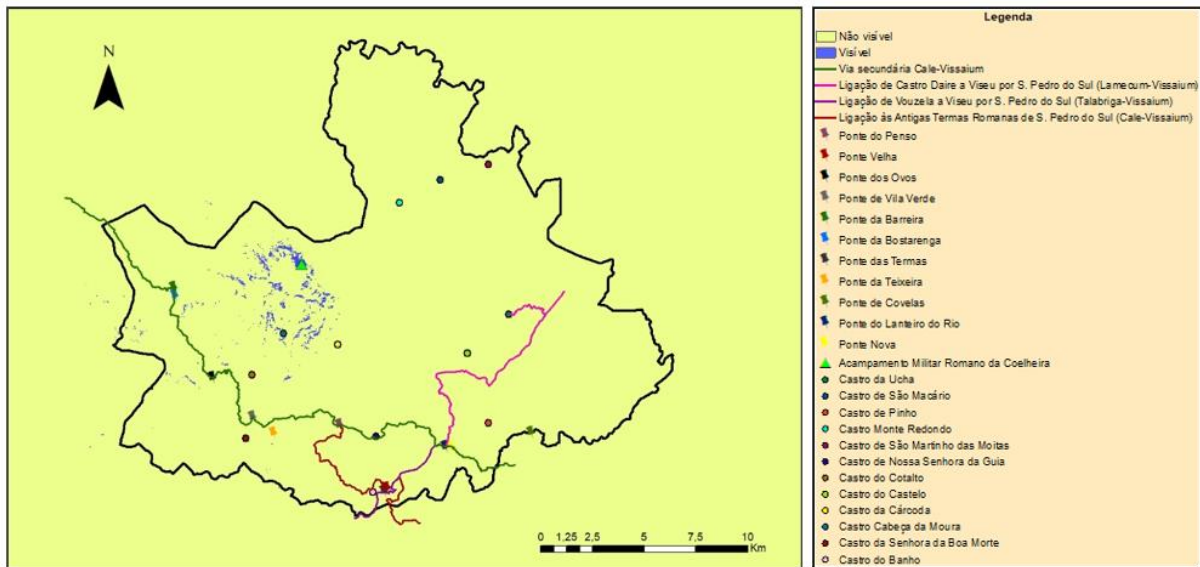 N
0 1,25 2,5 5 7,5 10
Km
Legenda
Não visível
Visível
Via secundária Cale-Vissaium
Ligação de Castro Daire a Viseu por S. Pedro do Sul (Lamecum-Vissaium)
Ligação de Vouzela a Viseu por S. Pedro do Sul (Talabriga-Vissaium)
Ligação às Antigas Termas Romanas de S. Pedro do Sul (Cale-Vissaium)
Ponte do Penso
Ponte Velha
Ponte dos Ovos
Ponte de Vila Verde
Ponte da Barreira
Ponte da Bostarenga
Ponte das Termas
Ponte da Teixeira
Ponte de Covelas
Ponte do Lanteiro do Rio
Ponte Nova
Acampamento Militar Romano da Coelheira
Castro da Ucha
Castro de São Macário
Castro de Pinho
Castro Monte Redondo
Castro de São Martinho das Moitas
Castro de Nossa Senhora da Guia
Castro do Cotalto
Castro do Castelo
Castro da Cárcoda
Castro Cabeça da Moura
Castro da Senhora da Boa Morte
Castro do Banho